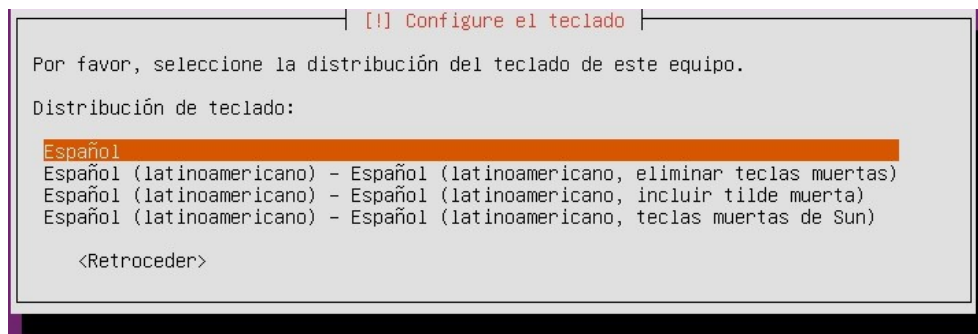 [!] Configure el teclado
Por favor, seleccione la distribución del teclado de este equipo.
Distribución de teclado:
Español
Español (latinoamericano) – Español (latinoamericano, eliminar teclas muertas)
Español (latinoamericano) – Español (latinoamericano, incluir tilde muerta)
Español (latinoamericano) – Español (latinoamericano, teclas muertas de Sun)
<Retroceder>